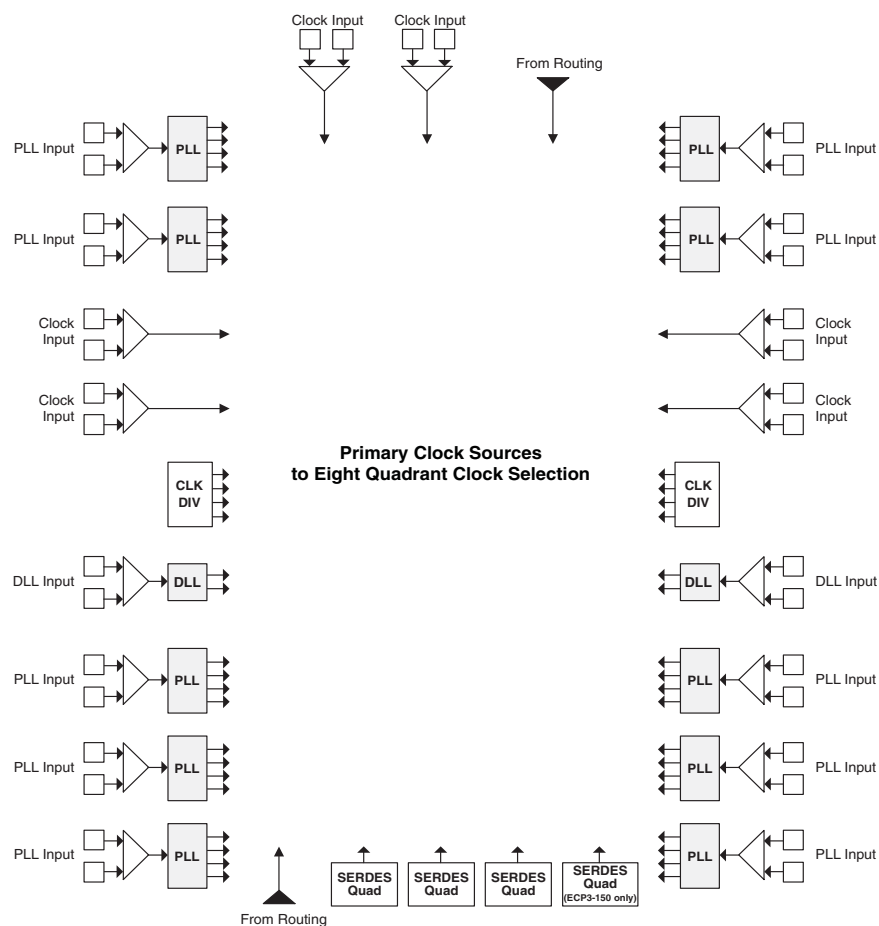 Clock Input Clock Input
From Routing
PLL Input PLL PLL PLL Input
PLL Input PLL PLL PLL Input
Clock Clock
Input Input
Clock Clock
Input Input
Primary Clock Sources
to Eight Quadrant Clock Selection
CLK CLK
DIV DIV
DLL Input DLL DLL DLL Input
PLL Input PLL PLL PLL Input
PLL Input PLL PLL PLL Input
PLL Input PLL PLL PLL Input
SERDES SERDES SERDES SERDES
Quad Quad Quad Quad
(ECP3-150 only)
From Routing